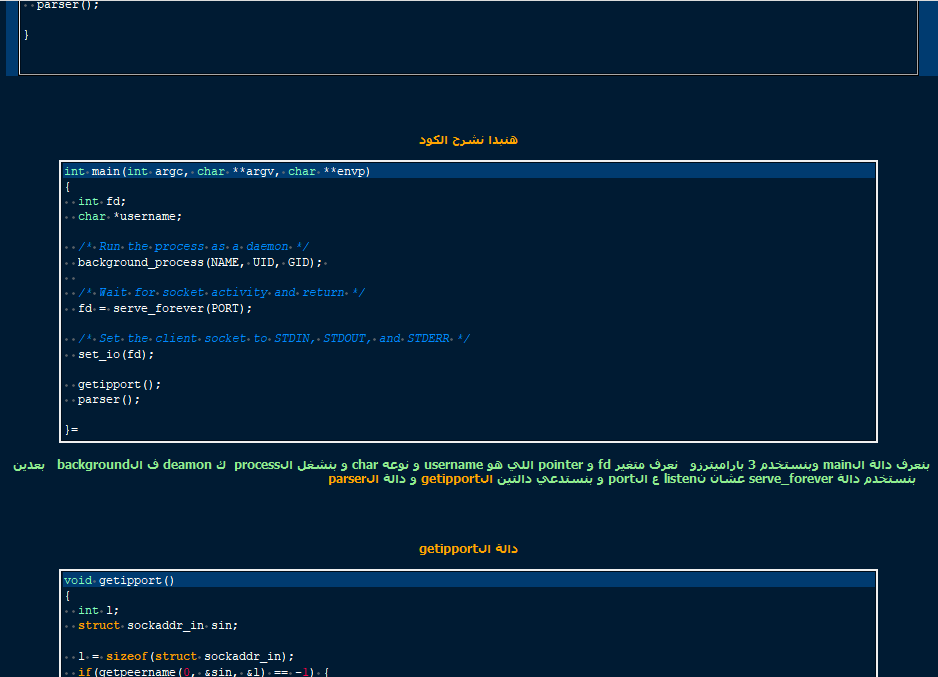 parser();
}
هنبدا نشرح الكود
int main(int argc, char **argv, char **envp)
{
int fd;
char *username;
/* Run the process as a daemon */
background_process(NAME, UID, GID);
/* Wait for socket activity and return */
fd = serve_forever(PORT);
/* Set the client socket to STDIN, STDOUT, and STDERR */
set_io(fd);
getipport();
parser();
}=
بتعرف دالة الmain وبتستخدم 3 باراميترزو نعرف متغير fd و pointer اللي هو username و نوعة char و بنشغل الprocess ك deamon ف الbackground بعدين
بنستخدم دالة serve_forever عشان نlisten ع الport و بنستدعي دالتين الgetipport و دالة الparser
دالة الgetipport
void getipport()
{
int l;
struct sockaddr_in sin;
l = sizeof(struct sockaddr_in);
if(getpeername(0, &sin, &l) == -1) {